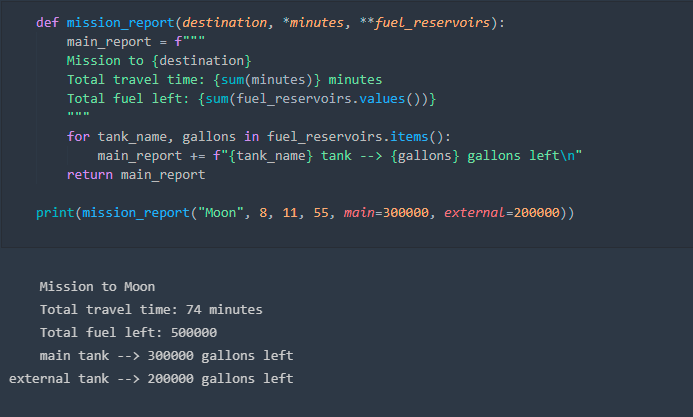 def mission_report(destination, *minutes, **fuel_reservoirs):
    main_report = f"""
    Mission to {destination}
    Total travel time: {sum(minutes)} minutes
    Total fuel left: {sum(fuel_reservoirs.values())}
    """
    for tank_name, gallons in fuel_reservoirs.items():
        main_report += f"{tank_name} tank --> {gallons} gallons left\n"
    return main_report

print(mission_report("Moon", 8, 11, 55, main=300000, external=200000))

    Mission to Moon
    Total travel time: 74 minutes
    Total fuel left: 500000
    main tank --> 300000 gallons left
external tank --> 200000 gallons left